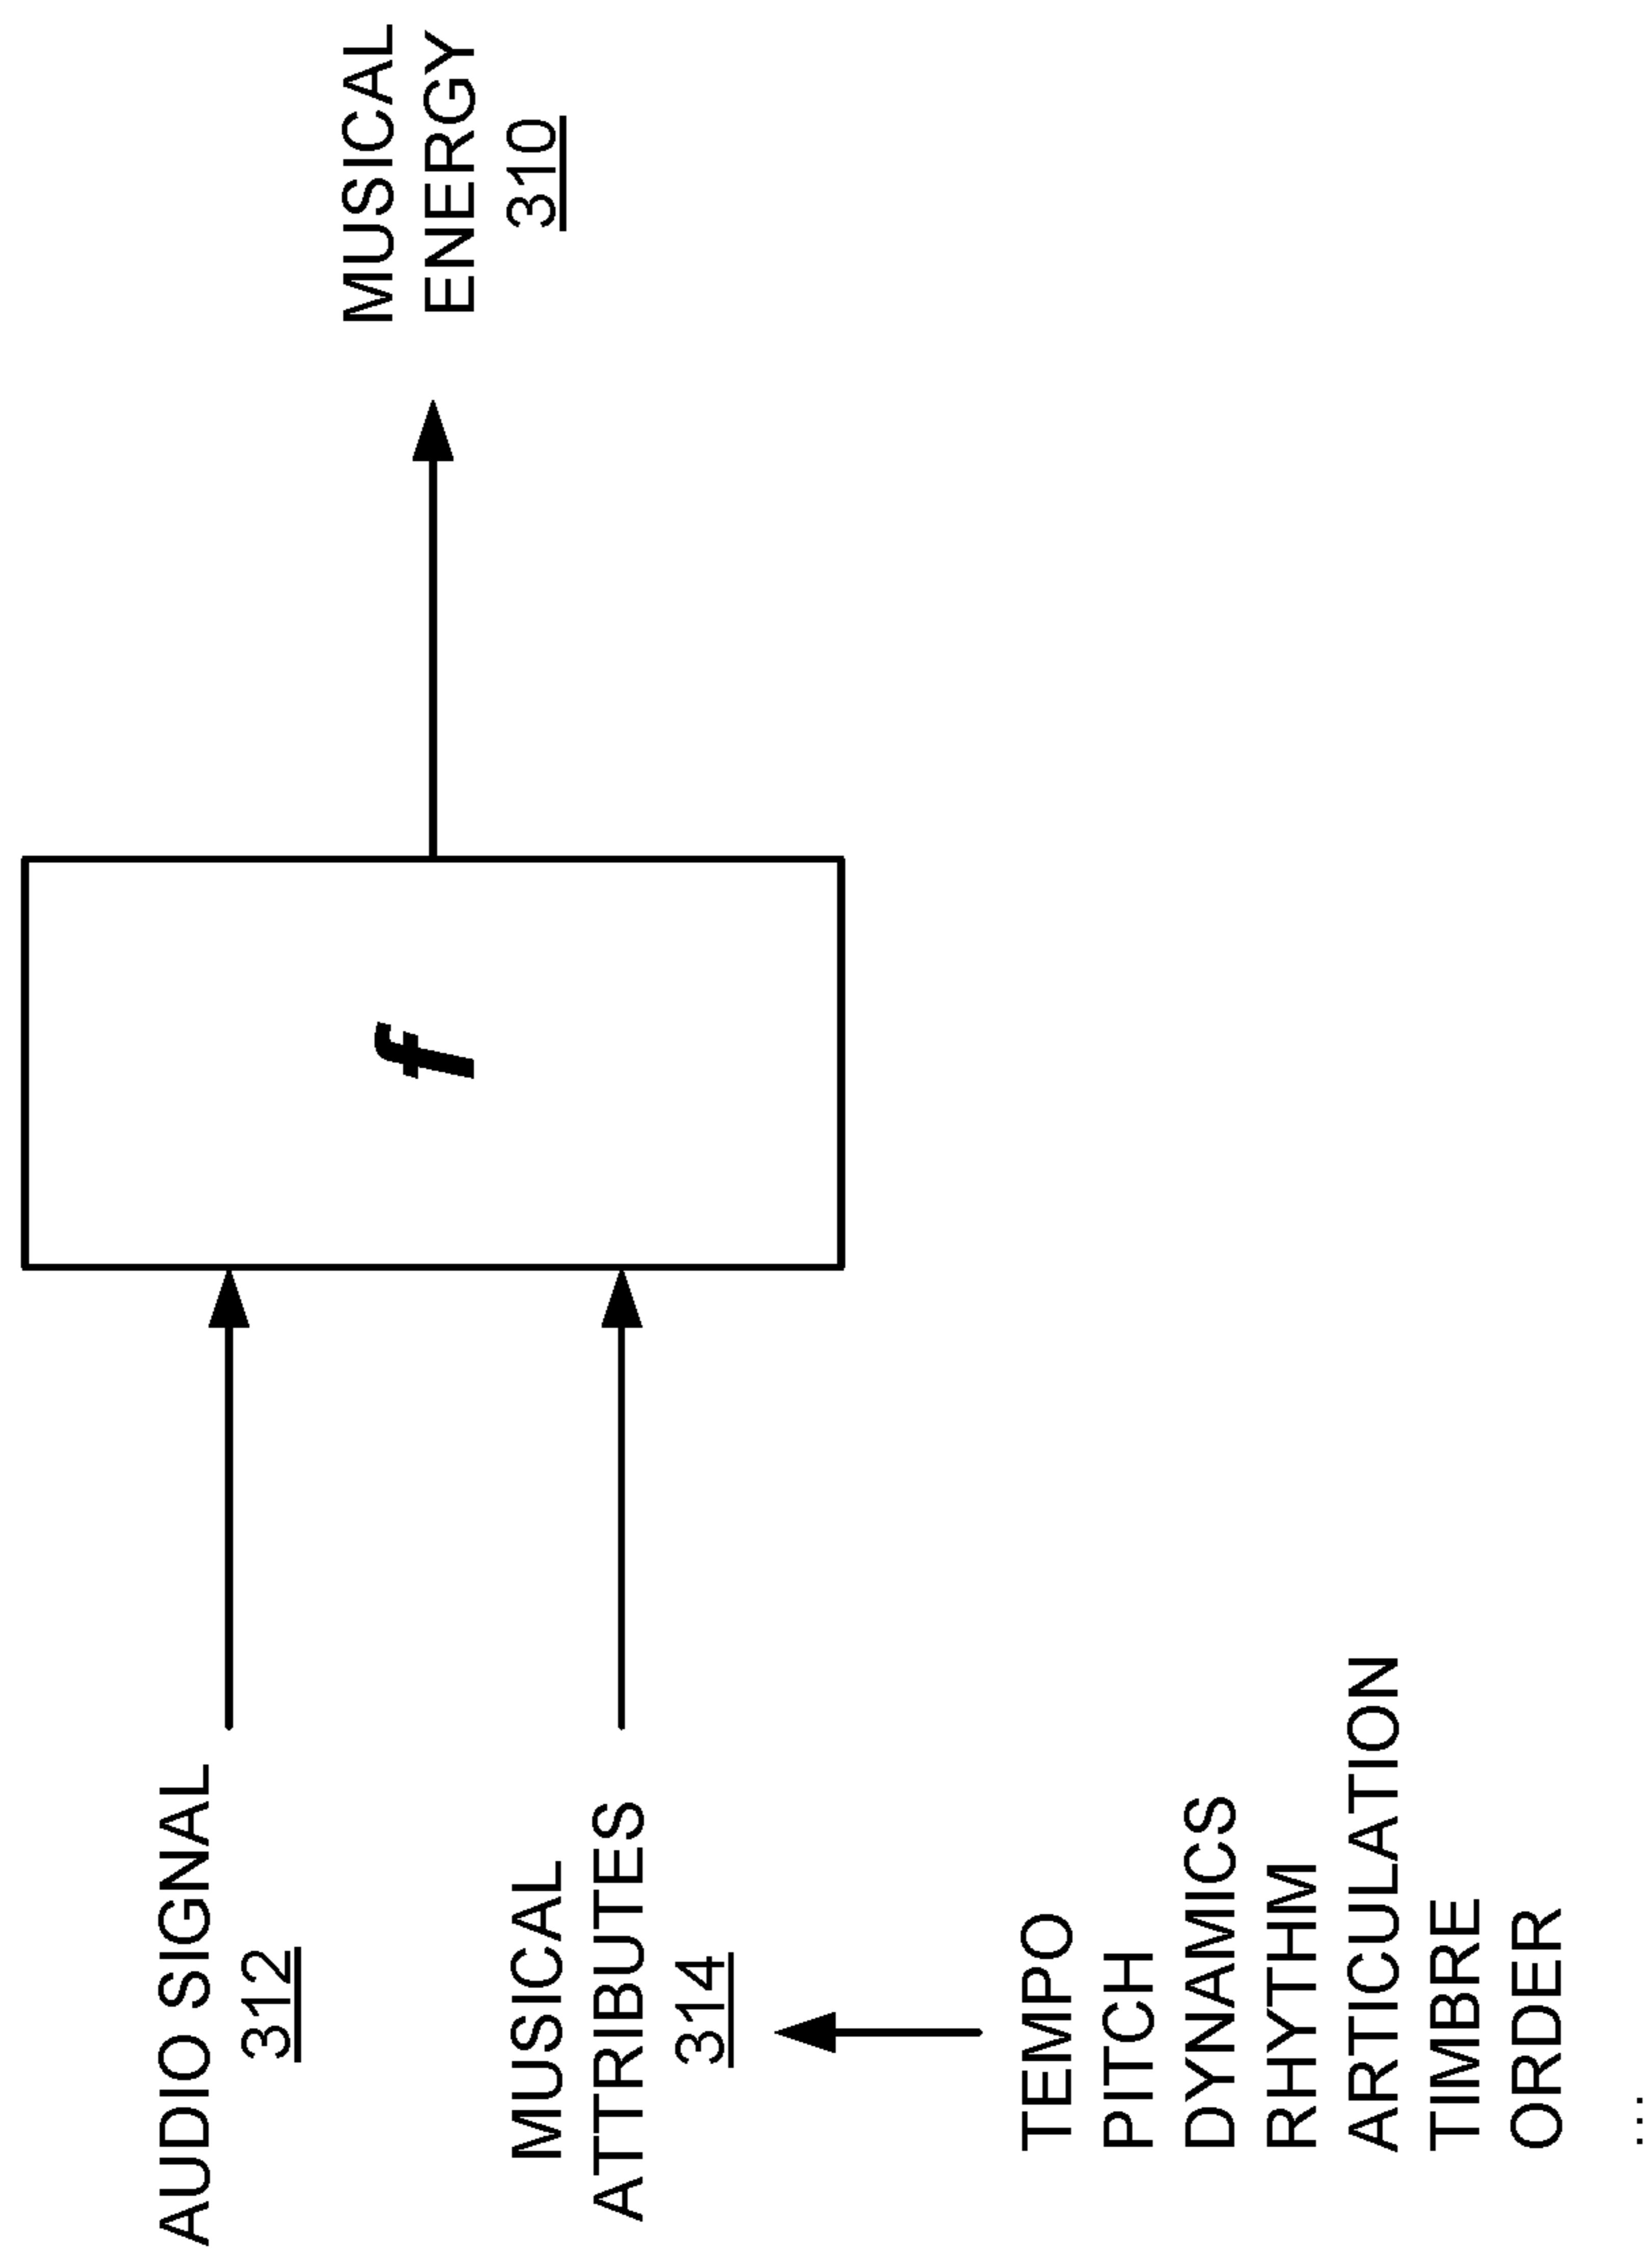 AUDIO SIGNAL
312
MUSICAL
ATTRIBUTES
314
TEMPO
PITCH
DYNAMICS
RHYTHM
ARTICULATION
TIMBRE
ORDER
...
f
MUSICAL
ENERGY
310